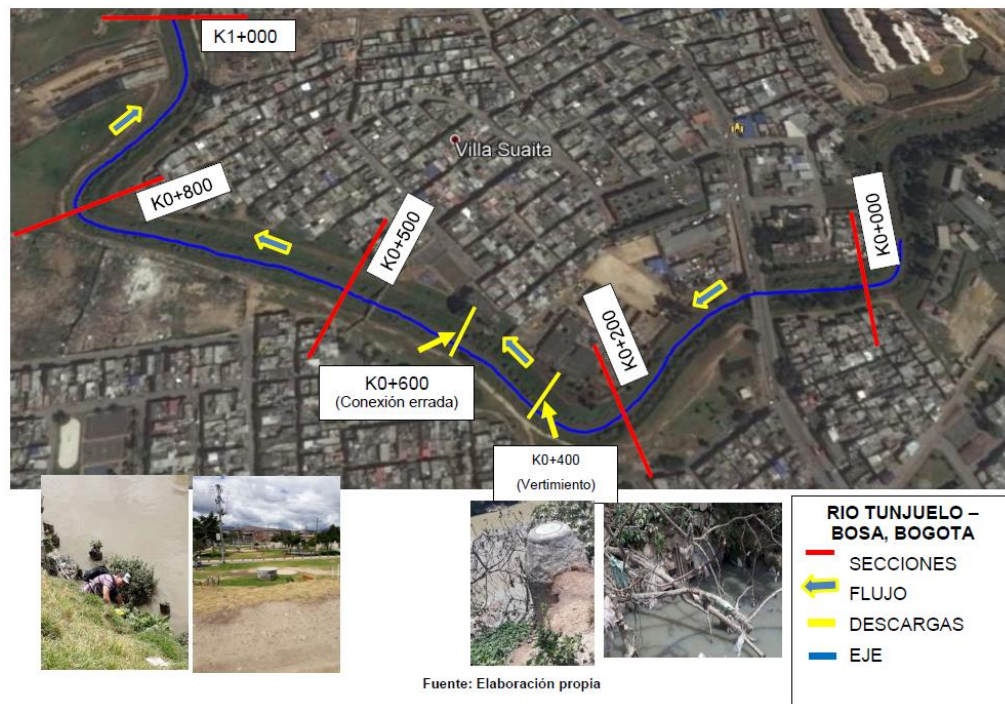 K1+000
K0+800
Villa Suaita
K0+500
K0+000
K0+200
K0+600
(Conexión errada)
K0+400
(Vertimiento)
RIO TUNJUELO –
BOSA, BOGOTA
SECCIONES
FLUJO
DESCARGAS
EJE
Fuente: Elaboración propia